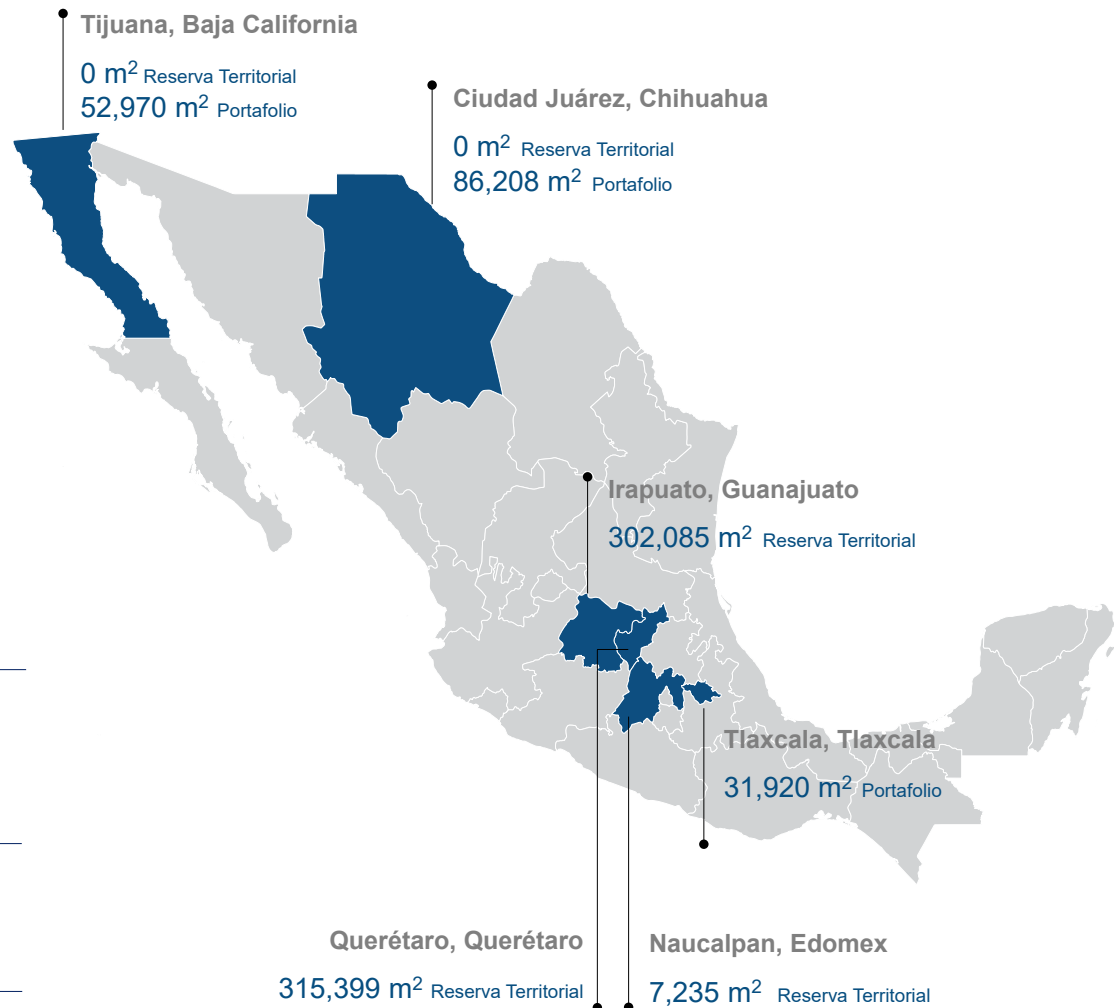 Tijuana, Baja California
0 m² Reserva Territorial
52,970 m² Portafolio
Ciudad Juárez, Chihuahua
0 m² Reserva Territorial
86,208 m² Portafolio
Irapuato, Guanajuato
302,085 m² Reserva Territorial
Tlaxcala, Tlaxcala
31,920 m² Portafolio
Querétaro, Querétaro
315,399 m² Reserva Territorial
Naucalpan, Edomex
7,235 m² Reserva Territorial